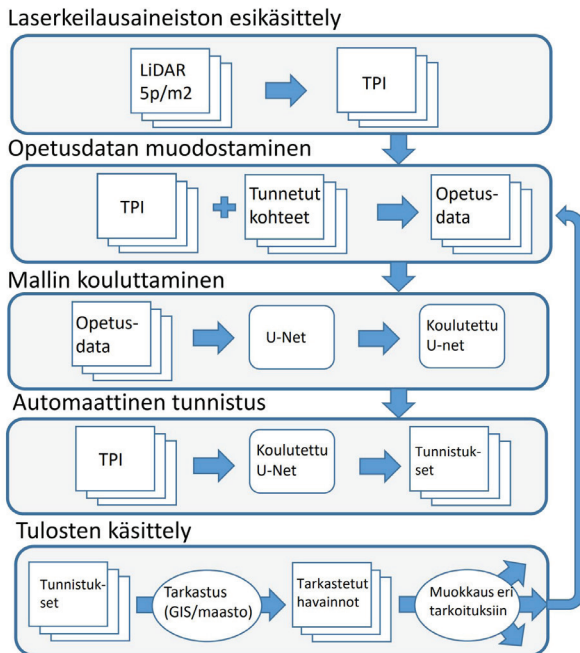 Laserkeilausaineiston esikäsittely
LiDAR
5p/m2
TPI
Opetusdatan muodostaminen
TPI
Tunnetut
kohteet
Opetus-
data
Mallin kouluttaminen
Opetus-
data
U-Net
Koulutettu
U-net
Automaattinen tunnistus
TPI
Koulutettu
U-Net
Tunnistuk-
set
Tulosten käsittely
Tunnistuk-
set
Tarkastus
(GIS/maasto)
Tarkastetut
havainnot
Muokkaus eri
tarkoituksiin